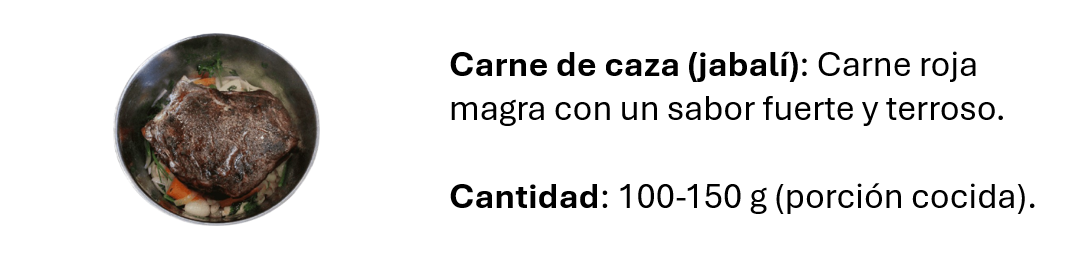 Carne de caza (jabalí): Carne roja
magra con un sabor fuerte y terroso.
Cantidad: 100-150 g (porción cocida).